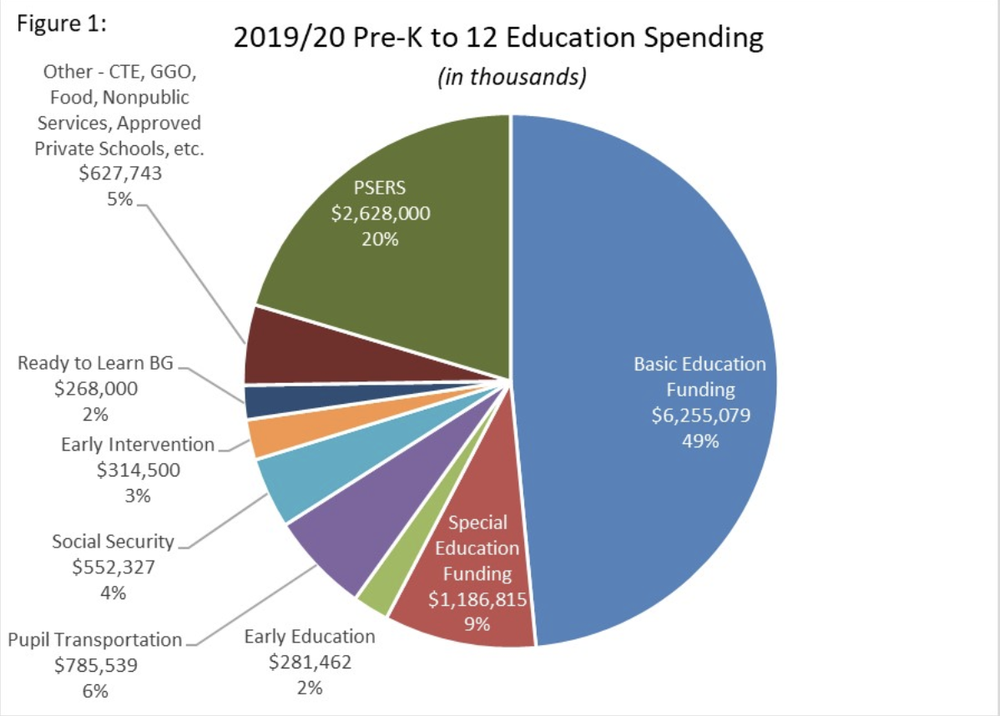 Figure 1:
2019/20 Pre-K to 12 Education Spending
(in thousands)
Other - CTE, GGO,
Food, Nonpublic
Services, Approved
Private Schools, etc.
$627,743
5%
PSERS
$2,628,000
20%
Basic Education
Funding
$6,255,079
49%
Ready to Learn BG
$268,000
2%
Early Intervention
$314,500
3%
Social Security
$552,327
4%
Pupil Transportation
$785,539
6%
Early Education
$281,462
2%
Special
Education
Funding
$1,186,815
9%